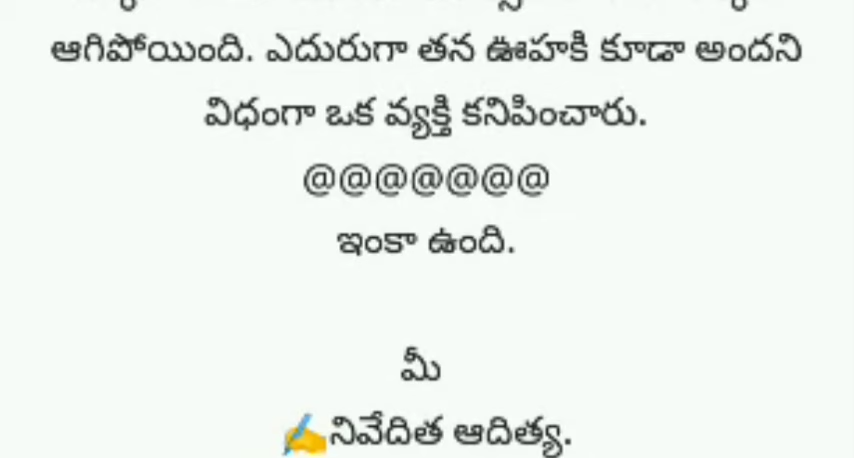 ఆగిపోయింది. ఎదురుగా తన ఊహకి కూడా అందని
విధంగా ఒక వ్యక్తి కనిపించారు.
@@@@@@@
ఇంకా ఉంది.
మీ
✍️నివేదిత ఆదిత్య.